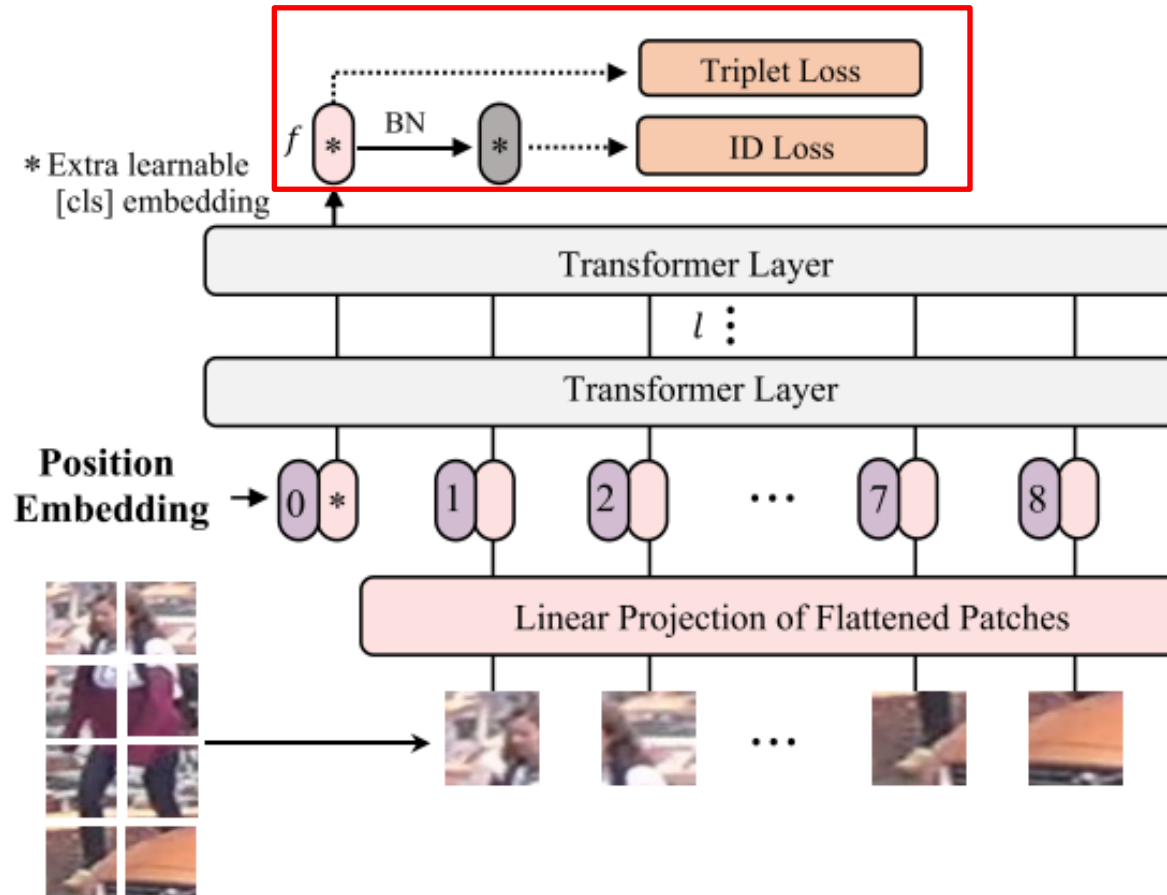 Triplet Loss
f * BN * ID Loss
* Extra learnable
[cls] embedding
Transformer Layer
l ⋮
Transformer Layer
Position
Embedding
0 * 1 2 ··· 7 8
Linear Projection of Flattened Patches
···